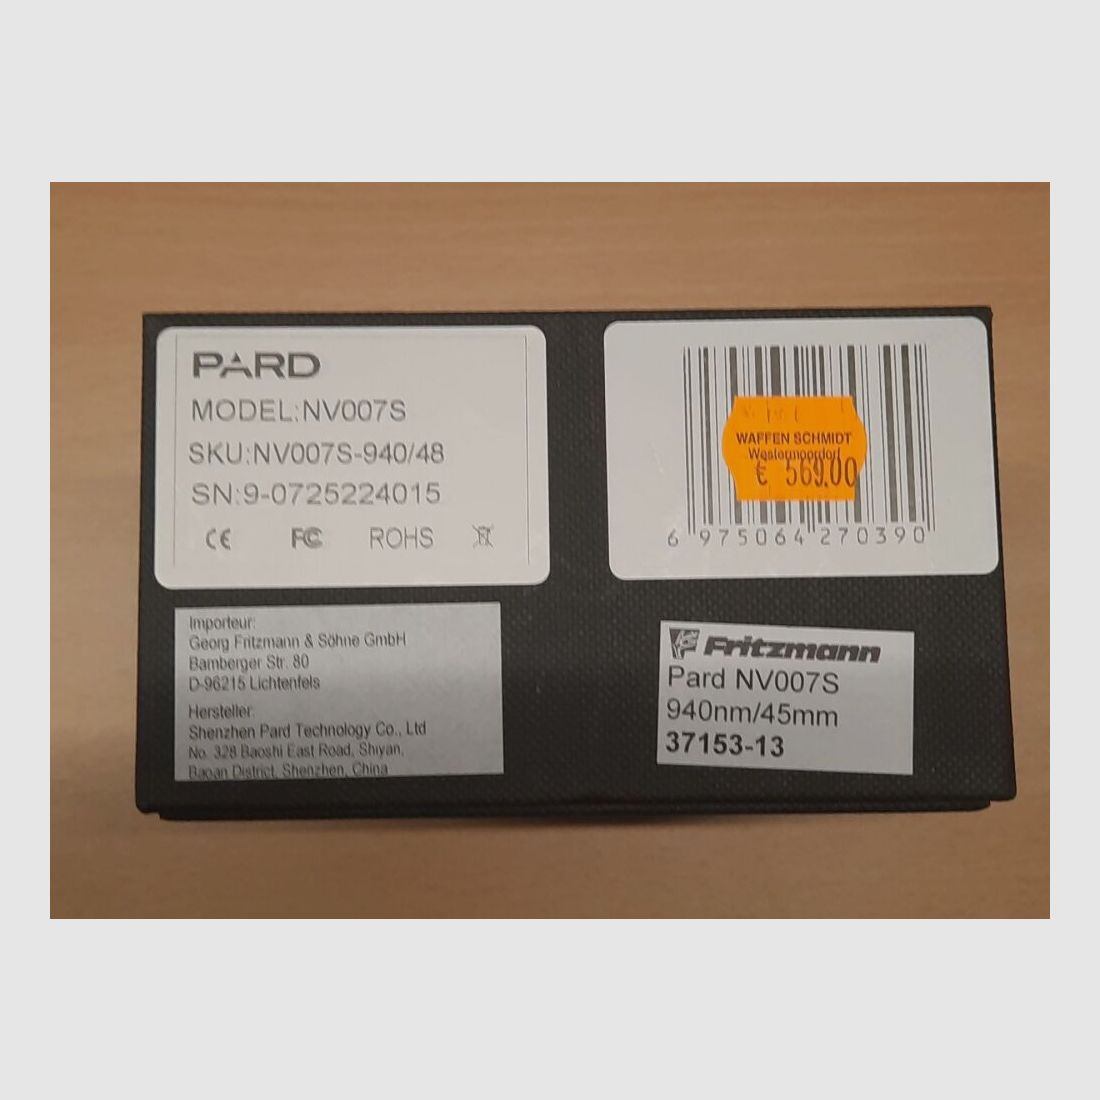 PARD
MODEL:NV007S
SKU:NV007S-940/48
SN:9-0725224015
CE FC ROHS
WAFFEN SCHMIDT
Westermoordorf
€ 569.00
6 975064 270390
Importeur:
Georg Fritzmann & Söhne GmbH
Bamberger Str. 80
D-96215 Lichtenfels
Hersteller:
Shenzhen Pard Technology Co., Ltd
No. 328 Baoshi East Road, Shiyan,
Baoan District, Shenzhen, China
Fritzmann
Pard NV007S
940nm/45mm
37153-13